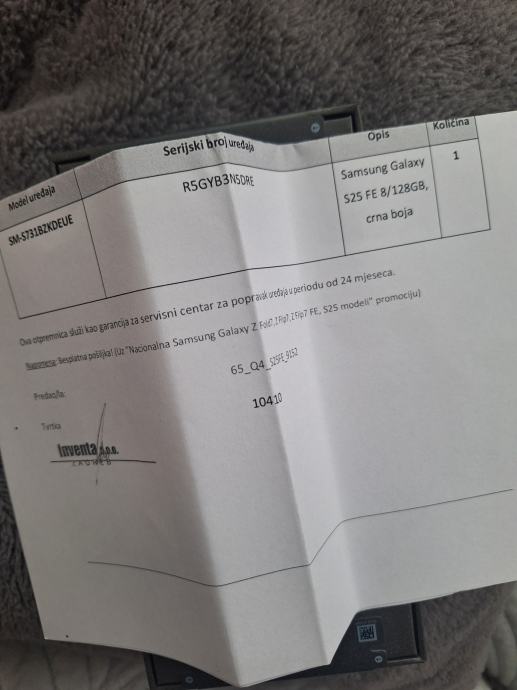 Model uređaja Serijski broj uređaja Opis Količina
SM-S731BZKDEUE R5GYB3N5DRE Samsung Galaxy 1
S25 FE 8/128GB,
crna boja
Ova otpremnica služi kao garancija za servisni centar za popravak uređaja u periodu od 24 mjeseca.
Napomena: Besplatna pošiljka! (Uz "Nacionalna Samsung Galaxy Z Fold7, Z Flip7, Z Flip7 FE, S25 modeli" promociju)
65_Q4_S25FE_9152
Predao/la:
10410
Tvrtka
Inventa d.o.o.
ZAGREB